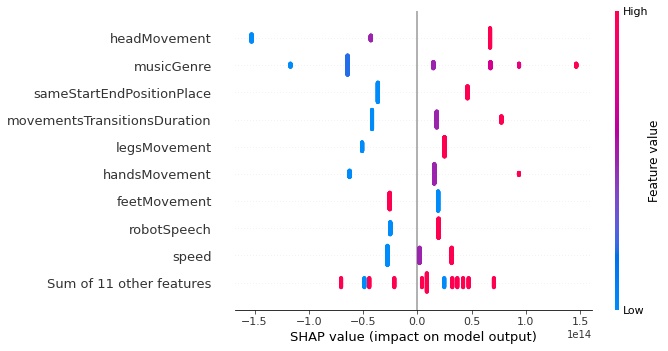 High
headMovement
musicGenre
sameStartEndPositionPlace
movementsTransitionsDuration
legsMovement
handsMovement
feetMovement
robotSpeech
speed
Sum of 11 other features
Feature value
Low
−1.5 −1.0 −0.5 0.0 0.5 1.0 1.5
1e14
SHAP value (impact on model output)